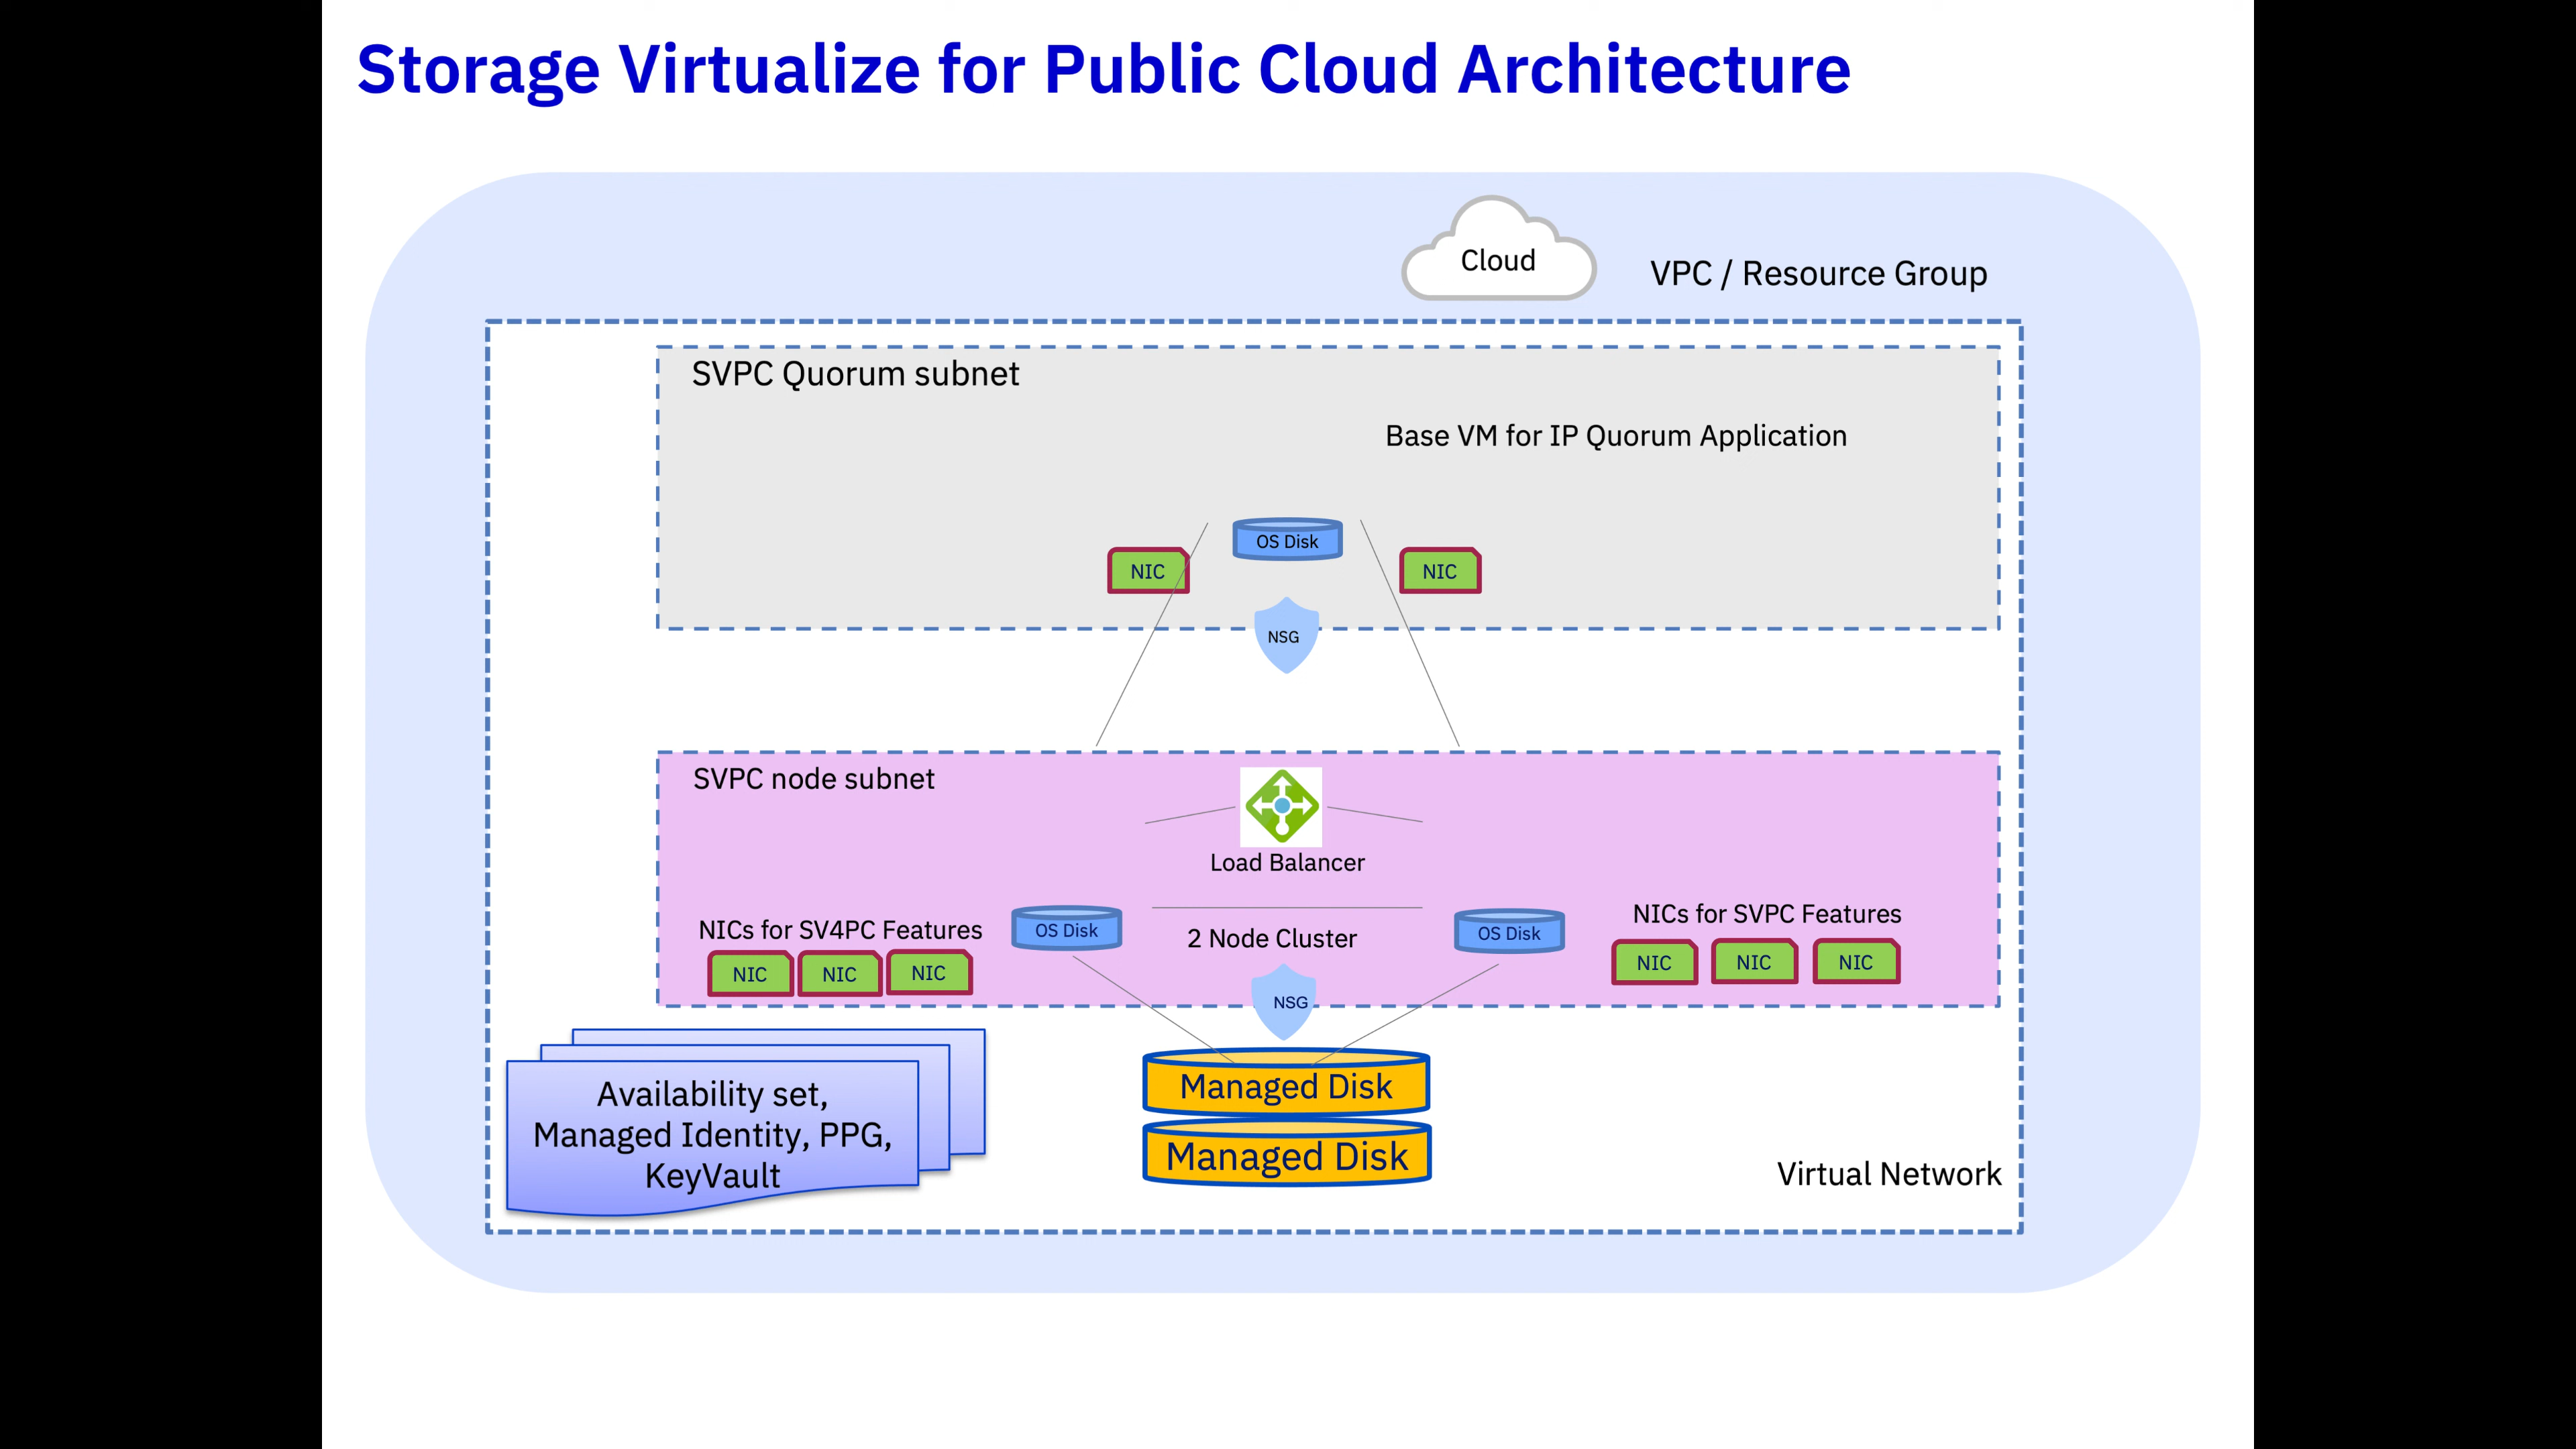 Storage Virtualize for Public Cloud Architecture
Cloud
VPC / Resource Group
SVPC Quorum subnet
Base VM for IP Quorum Application
OS Disk
NIC
NIC
NSG
SVPC node subnet
Load Balancer
NICs for SV4PC Features
OS Disk
2 Node Cluster
OS Disk
NICs for SVPC Features
NIC
NIC
NIC
NIC
NIC
NIC
NSG
Availability set,
Managed Identity, PPG,
KeyVault
Managed Disk
Managed Disk
Virtual Network